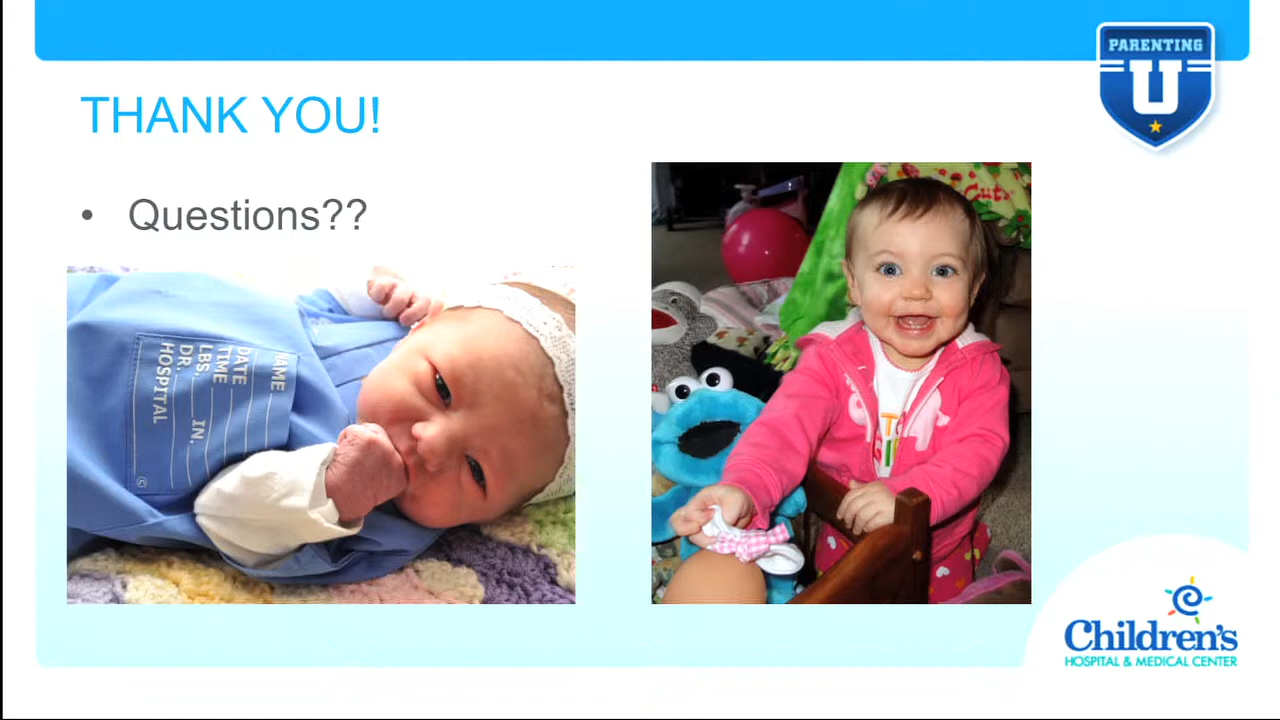 PARENTING
U
THANK YOU!
• Questions??
NAME
DATE
TIME
LBS. IN.
DR.
HOSPITAL
©
Children's
HOSPITAL & MEDICAL CENTER